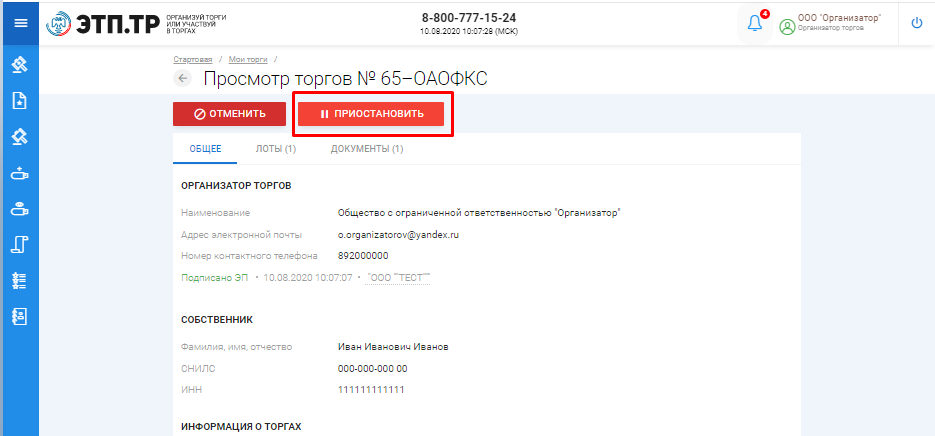 ЭТП.ТР
ОРГАНИЗУЙ ТОРГИ
ИЛИ УЧАСТВУЙ
В ТОРГАХ
8-800-777-15-24
10.08.2020 10:07:28 (МСК)
4
ООО "Организатор"
Организатор торгов
Стартовая / Мои торги /
Просмотр торгов № 65–ОАОФКС
ОТМЕНИТЬ
ПРИОСТАНОВИТЬ
ОБЩЕЕ ЛОТЫ (1) ДОКУМЕНТЫ (1)
ОРГАНИЗАТОР ТОРГОВ
Наименование Общество с ограниченной ответственностью "Организатор"
Адрес электронной почты o.organizatorov@yandex.ru
Номер контактного телефона 892000000
Подписано ЭП • 10.08.2020 10:07:07 • "ООО ""ТЕСТ"""
СОБСТВЕННИК
Фамилия, имя, отчество Иван Иванович Иванов
СНИЛС 000-000-000 00
ИНН 111111111111
ИНФОРМАЦИЯ О ТОРГАХ